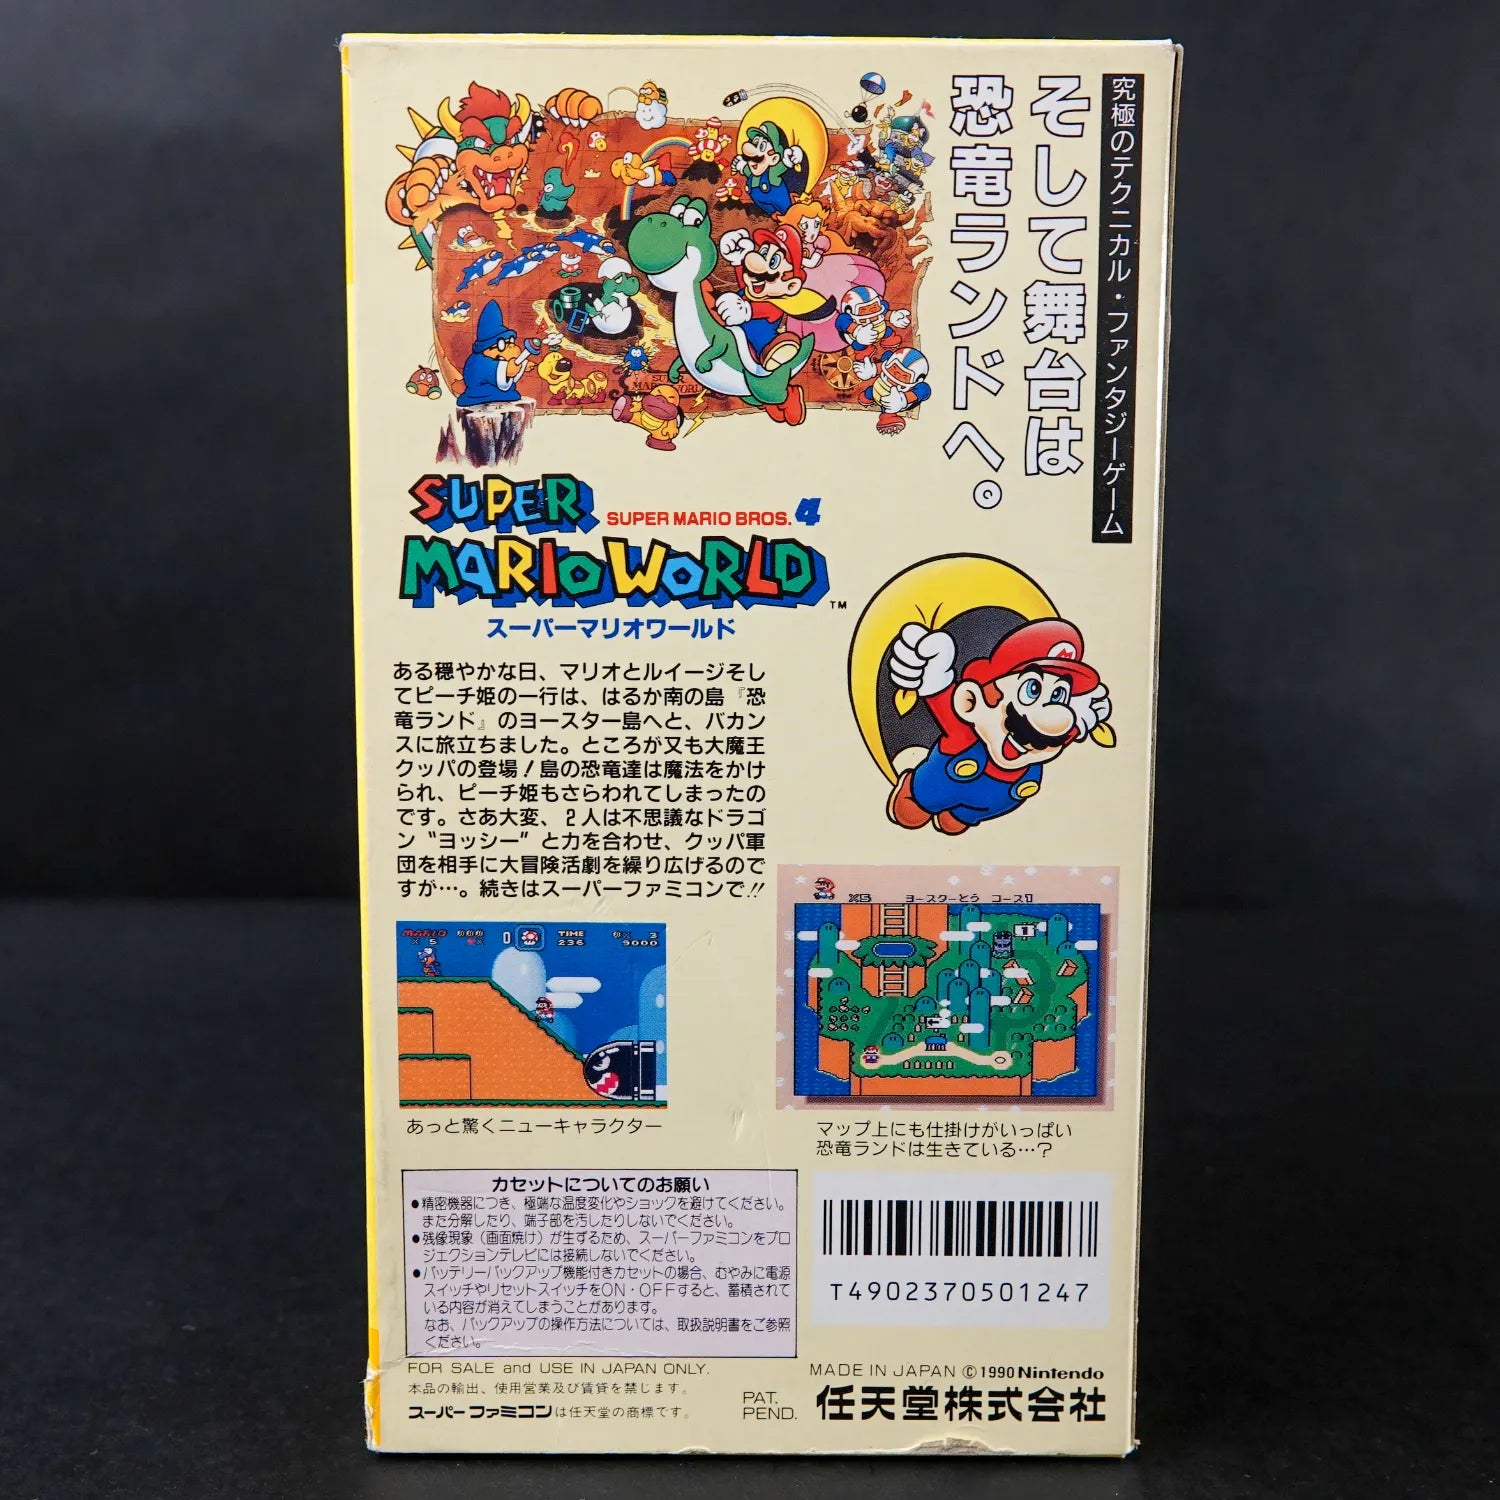 究極のテクニカル・ファンタジーゲーム
そして舞台は
恐竜ランドへ。
SUPER
MARIO WORLD
SUPER MARIO BROS. 4
SUPER
MARIO WORLD
TM
スーパーマリオワールド
ある穏やかな日、マリオとルイージそし
てピーチ姫の一行は、はるか南の島『恐
竜ランド』のヨースター島へと、バカン
スに旅立ちました。ところが又も大魔王
クッパの登場！島の恐竜達は魔法をかけ
られ、ピーチ姫もさらわれてしまったの
です。さあ大変、2人は不思議なドラゴ
ン“ヨッシー”と力を合わせ、クッパ軍
団を相手に大冒険活劇を繰り広げるので
すが…。続きはスーパーファミコンで!!
MARIO
×5
0
TIME
236
× 3
9000
あっと驚くニューキャラクター
×5 ヨースターとう コース1
1
マップ上にも仕掛けがいっぱい
恐竜ランドは生きている…？
カセットについてのお願い
●精密機器につき、極端な温度変化やショックを避けてください。
また分解したり、端子部を汚したりしないでください。
●残像現象（画面焼け）が生ずるため、スーパーファミコンをプロ
ジェクションテレビには接続しないでください。
●バッテリーバックアップ機能付きカセットの場合、むやみに電源
スイッチやリセットスイッチをON・OFFすると、蓄積されて
いる内容が消えてしまうことがあります。
なお、バックアップの操作方法については、取扱説明書をご参照
ください。
T4902370501247
FOR SALE and USE IN JAPAN ONLY.
本品の輸出、使用営業及び賃貸を禁じます。
スーパーファミコンは任天堂の商標です。
PAT.
PEND.
MADE IN JAPAN ©1990 Nintendo
任天堂株式会社